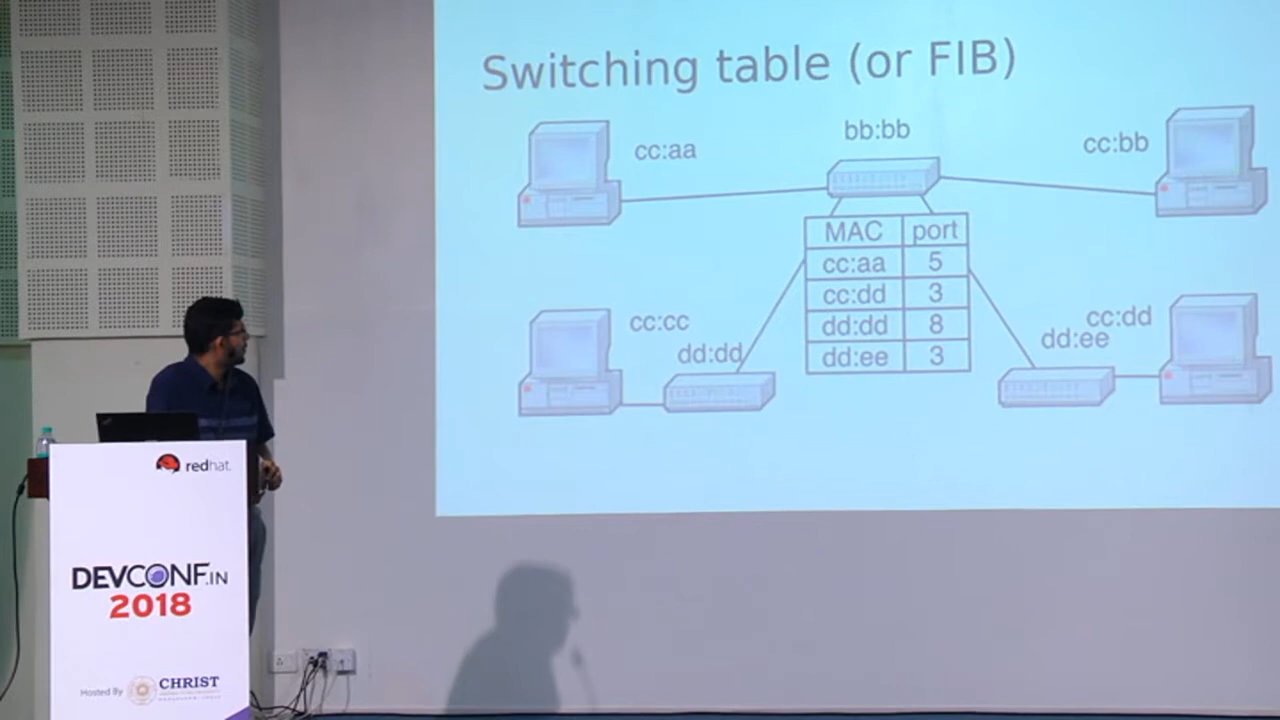 Switching table (or FIB)
bb:bb
cc:aa
cc:bb
MAC port
cc:aa 5
cc:dd 3
dd:dd 8
dd:ee 3
cc:cc
dd:dd
cc:dd
dd:ee
redhat.
DEVCONF.IN
2018
Hosted By
CHRIST